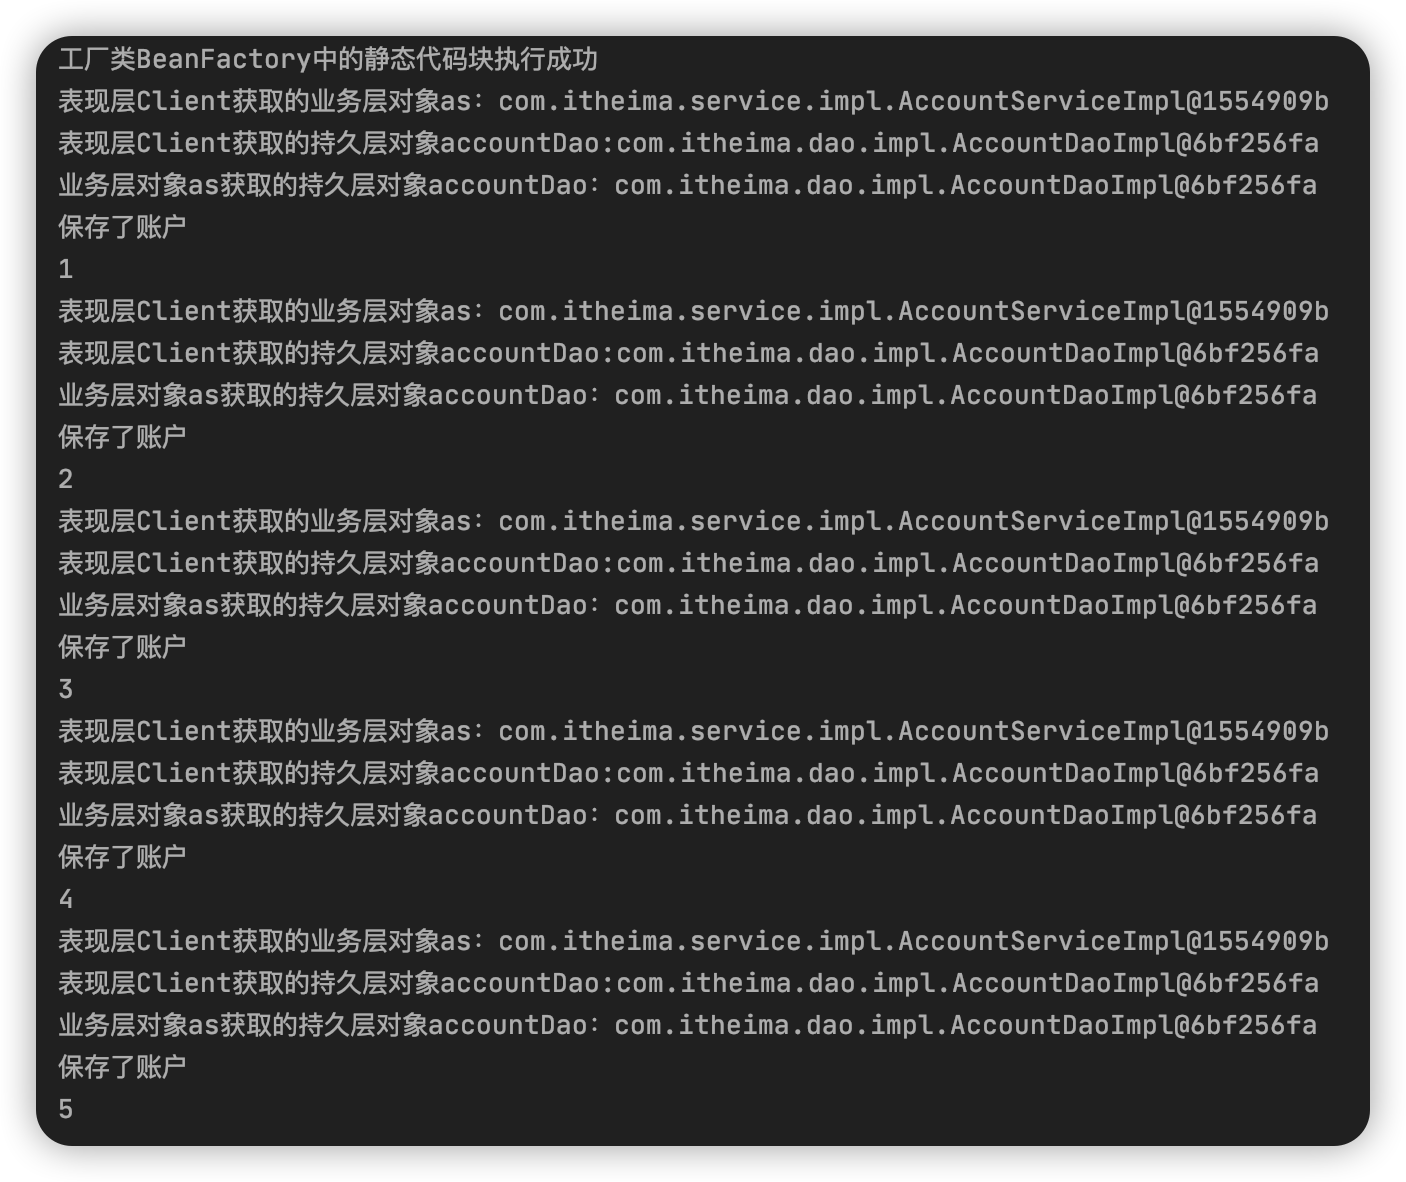 工厂类BeanFactory中的静态代码块执行成功
表现层Client获取的业务层对象as：com.itheima.service.impl.AccountServiceImpl@1554909b
表现层Client获取的持久层对象accountDao:com.itheima.dao.impl.AccountDaoImpl@6bf256fa
业务层对象as获取的持久层对象accountDao：com.itheima.dao.impl.AccountDaoImpl@6bf256fa
保存了账户
1
表现层Client获取的业务层对象as：com.itheima.service.impl.AccountServiceImpl@1554909b
表现层Client获取的持久层对象accountDao:com.itheima.dao.impl.AccountDaoImpl@6bf256fa
业务层对象as获取的持久层对象accountDao：com.itheima.dao.impl.AccountDaoImpl@6bf256fa
保存了账户
2
表现层Client获取的业务层对象as：com.itheima.service.impl.AccountServiceImpl@1554909b
表现层Client获取的持久层对象accountDao:com.itheima.dao.impl.AccountDaoImpl@6bf256fa
业务层对象as获取的持久层对象accountDao：com.itheima.dao.impl.AccountDaoImpl@6bf256fa
保存了账户
3
表现层Client获取的业务层对象as：com.itheima.service.impl.AccountServiceImpl@1554909b
表现层Client获取的持久层对象accountDao:com.itheima.dao.impl.AccountDaoImpl@6bf256fa
业务层对象as获取的持久层对象accountDao：com.itheima.dao.impl.AccountDaoImpl@6bf256fa
保存了账户
4
表现层Client获取的业务层对象as：com.itheima.service.impl.AccountServiceImpl@1554909b
表现层Client获取的持久层对象accountDao:com.itheima.dao.impl.AccountDaoImpl@6bf256fa
业务层对象as获取的持久层对象accountDao：com.itheima.dao.impl.AccountDaoImpl@6bf256fa
保存了账户
5